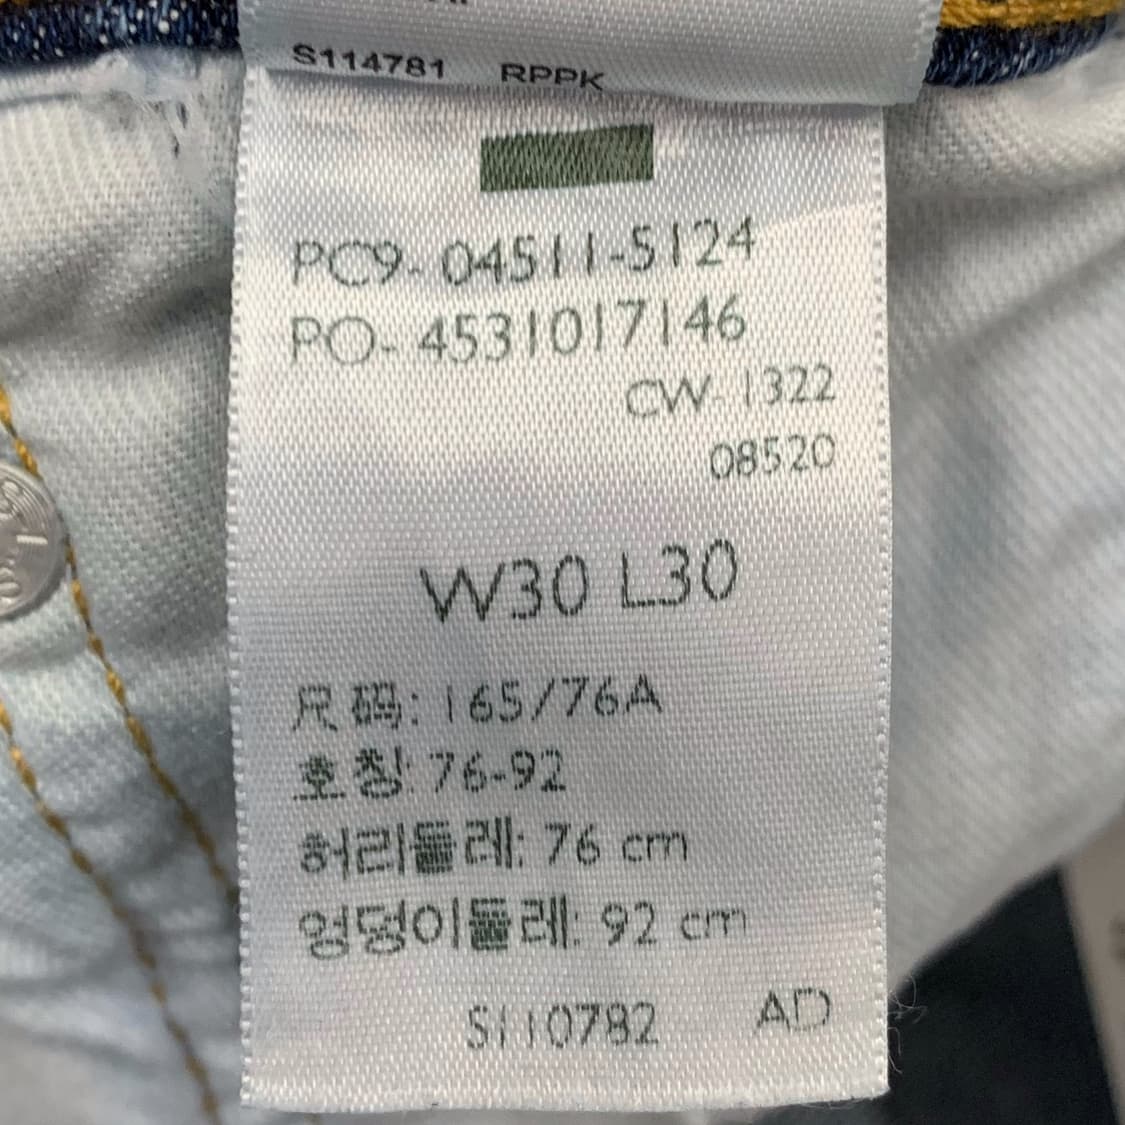 S114781 RPPK
PC9-04511-5124
PO-4531017146
CW-1322
08520
W30 L30
尺码: 165/76A
호칭: 76-92
허리둘레: 76 cm
엉덩이둘레: 92 cm
S110782 AD